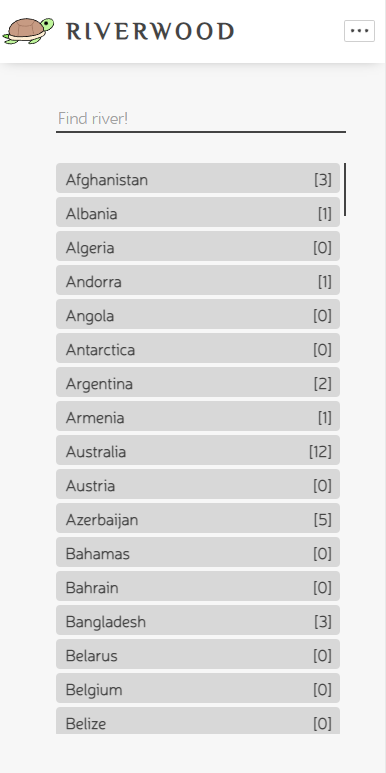 RIVERWOOD
Find river!
Afghanistan [3]
Albania [1]
Algeria [0]
Andorra [1]
Angola [0]
Antarctica [0]
Argentina [2]
Armenia [1]
Australia [12]
Austria [0]
Azerbaijan [5]
Bahamas [0]
Bahrain [0]
Bangladesh [3]
Belarus [0]
Belgium [0]
Belize [0]